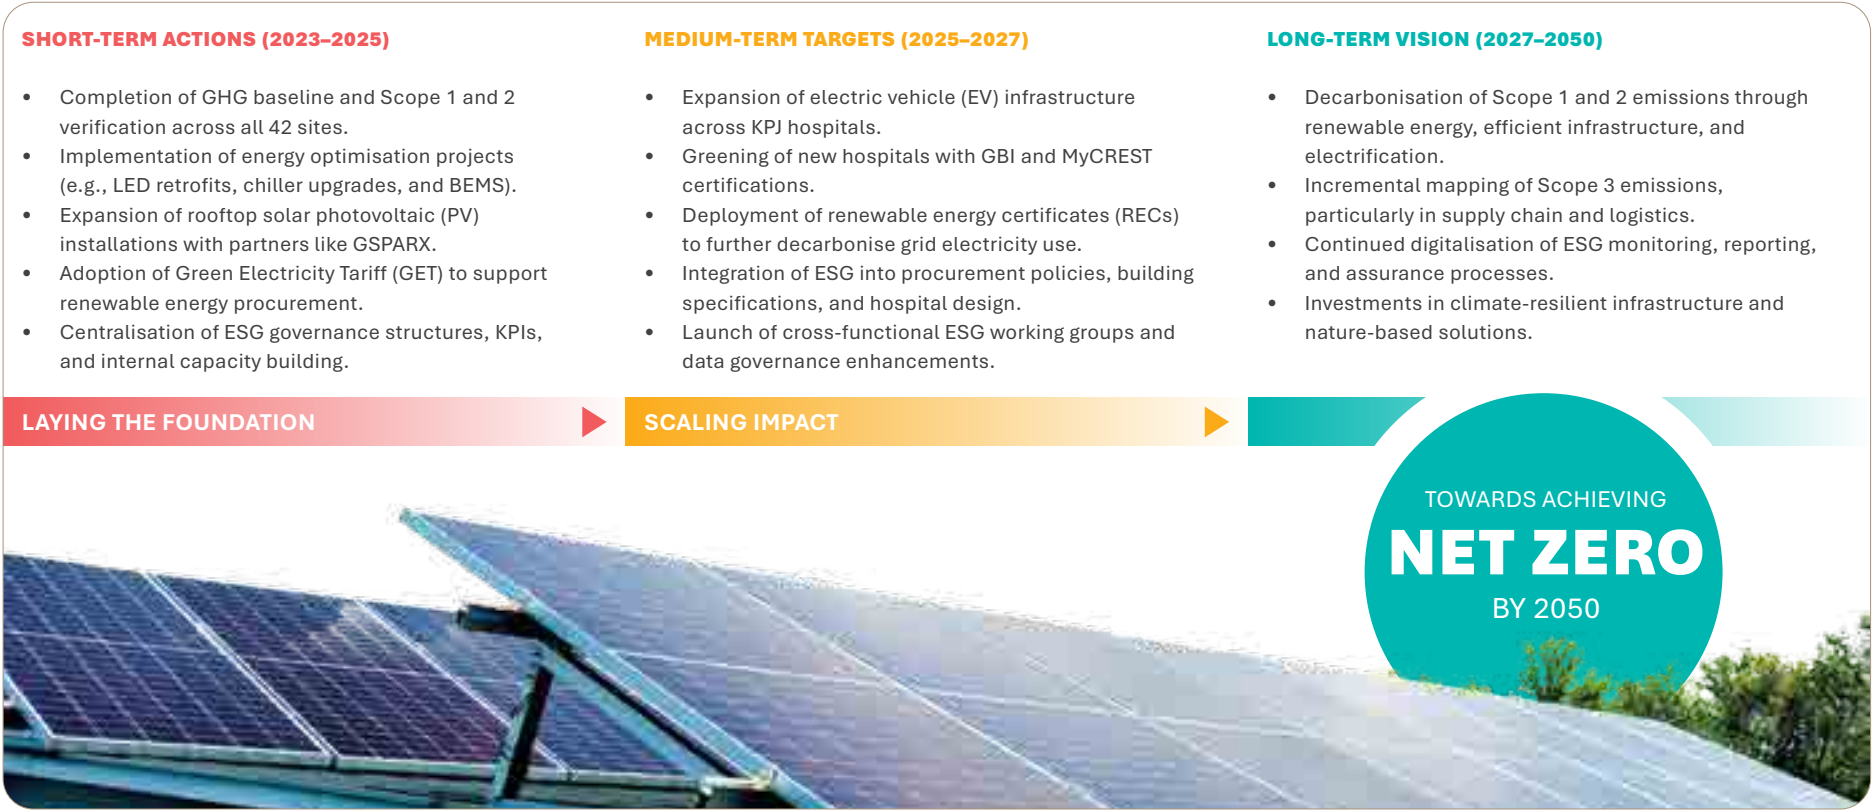 SHORT-TERM ACTIONS (2023–2025)
• Completion of GHG baseline and Scope 1 and 2
verification across all 42 sites.
• Implementation of energy optimisation projects
(e.g., LED retrofits, chiller upgrades, and BEMS).
• Expansion of rooftop solar photovoltaic (PV)
installations with partners like GSPARX.
• Adoption of Green Electricity Tariff (GET) to support
renewable energy procurement.
• Centralisation of ESG governance structures, KPIs,
and internal capacity building.
LAYING THE FOUNDATION
MEDIUM-TERM TARGETS (2025–2027)
• Expansion of electric vehicle (EV) infrastructure
across KPJ hospitals.
• Greening of new hospitals with GBI and MyCREST
certifications.
• Deployment of renewable energy certificates (RECs)
to further decarbonise grid electricity use.
• Integration of ESG into procurement policies, building
specifications, and hospital design.
• Launch of cross-functional ESG working groups and
data governance enhancements.
SCALING IMPACT
LONG-TERM VISION (2027–2050)
• Decarbonisation of Scope 1 and 2 emissions through
renewable energy, efficient infrastructure, and
electrification.
• Incremental mapping of Scope 3 emissions,
particularly in supply chain and logistics.
• Continued digitalisation of ESG monitoring, reporting,
and assurance processes.
• Investments in climate-resilient infrastructure and
nature-based solutions.
TOWARDS ACHIEVING
NET ZERO
BY 2050